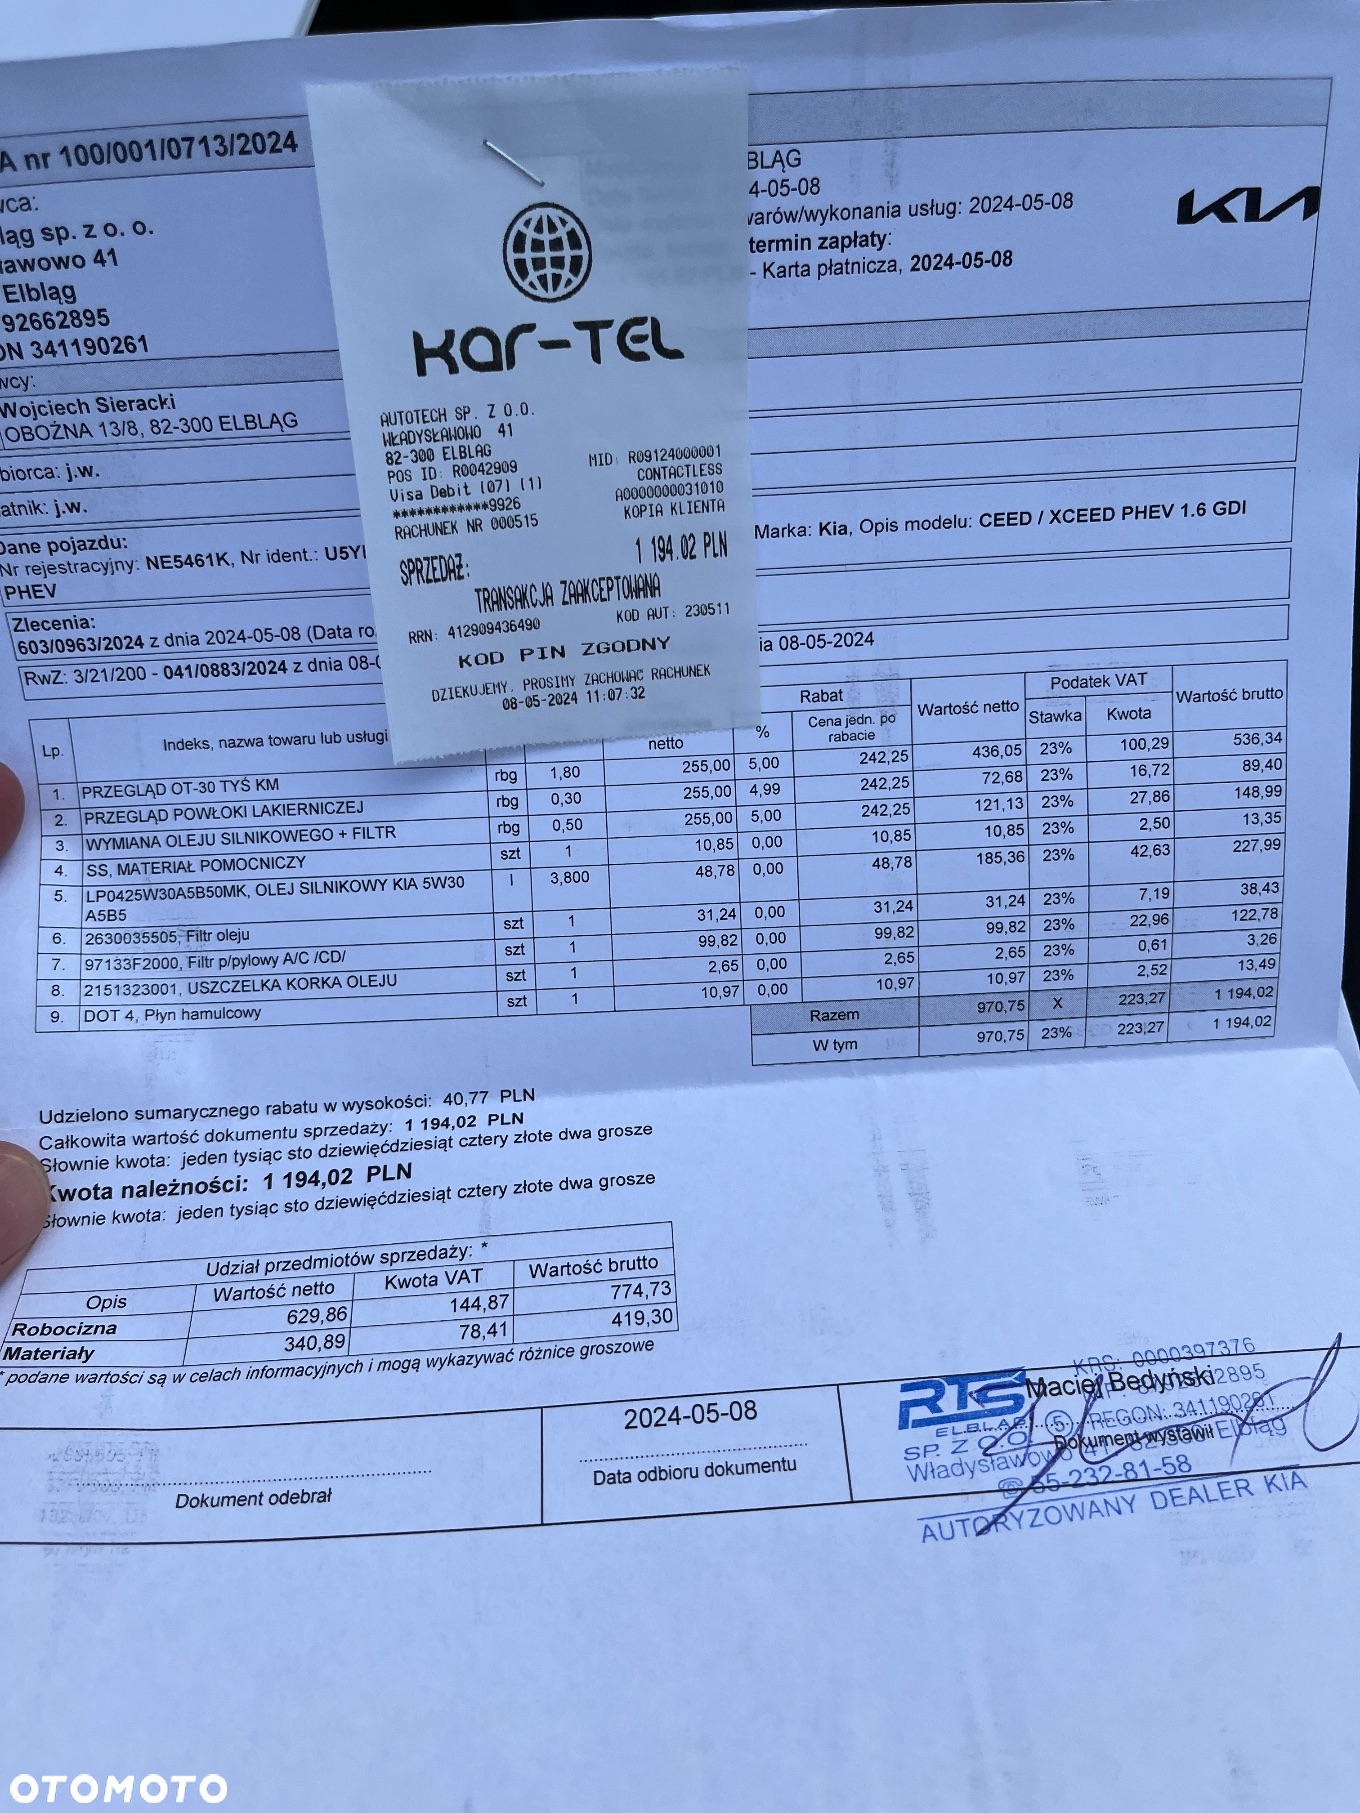 A nr 100/001/0713/2024
wca:
ląg sp. z o. o.
ławowo 41
Elbląg
92662895
ON 341190261
wcy:
Wojciech Sieracki
OBOŹNA 13/8, 82-300 ELBLĄG
biorca: j.w.
atnik: j.w.
Dane pojazdu:
Nr rejestracyjny: NE5461K, Nr ident.: U5Y
PHEV
Zlecenia:
603/0963/2024 z dnia 2024-05-08 (Data ro
RwZ: 3/21/200 - 041/0883/2024 z dnia 08-0
KAr-TEL
AUTOTECH SP. Z O.O.
WŁADYSŁAWOWO 41
82-300 ELBLĄG
POS ID: R0042909 MID: R09124000001
Visa Debit (07) (1) CONTACTLESS
************9926 A0000000031010
RACHUNEK NR 000515 KOPIA KLIENTA
SPRZEDAŻ: 1 194.02 PLN
TRANSAKCJA ZAAKCEPTOWANA
RRN: 412909436490 KOD AUT: 230511
KOD PIN ZGODNY
DZIĘKUJEMY, PROSIMY ZACHOWAĆ RACHUNEK
08-05-2024 11:07:32
BLĄG
4-05-08
warów/wykonania usług: 2024-05-08
termin zapłaty:
- Karta płatnicza, 2024-05-08
KIA
Marka: Kia, Opis modelu: CEED / XCEED PHEV 1.6 GDI
ia 08-05-2024
Lp. Indeks, nazwa towaru lub usługi netto Rabat % Cena jedn. po rabacie Wartość netto Podatek VAT Stawka Kwota Wartość brutto
1. PRZEGLĄD OT-30 TYŚ KM rbg 1,80 255,00 5,00 242,25 436,05 23% 100,29 536,34
2. PRZEGLĄD POWŁOKI LAKIERNICZEJ rbg 0,30 255,00 4,99 242,25 72,68 23% 16,72 89,40
3. WYMIANA OLEJU SILNIKOWEGO + FILTR rbg 0,50 255,00 5,00 242,25 121,13 23% 27,86 148,99
4. SS, MATERIAŁ POMOCNICZY szt 1 10,85 0,00 10,85 10,85 23% 2,50 13,35
5. LP0425W30A5B50MK, OLEJ SILNIKOWY KIA 5W30 l 3,800 48,78 0,00 48,78 185,36 23% 42,63 227,99
A5B5
6. 2630035505, Filtr oleju szt 1 31,24 0,00 31,24 31,24 23% 7,19 38,43
7. 97133F2000, Filtr p/pylowy A/C /CD/ szt 1 99,82 0,00 99,82 99,82 23% 22,96 122,78
8. 2151323001, USZCZELKA KORKA OLEJU szt 1 2,65 0,00 2,65 2,65 23% 0,61 3,26
9. DOT 4, Płyn hamulcowy szt 1 10,97 0,00 10,97 10,97 23% 2,52 13,49
Razem 970,75 X 223,27 1 194,02
W tym 970,75 23% 223,27 1 194,02
Udzielono sumarycznego rabatu w wysokości: 40,77 PLN
Całkowita wartość dokumentu sprzedaży: 1 194,02 PLN
Słownie kwota: jeden tysiąc sto dziewięćdziesiąt cztery złote dwa grosze
Kwota należności: 1 194,02 PLN
Słownie kwota: jeden tysiąc sto dziewięćdziesiąt cztery złote dwa grosze
Udział przedmiotów sprzedaży: *
Opis Wartość netto Kwota VAT Wartość brutto
Robocizna 629,86 144,87 774,73
Materiały 340,89 78,41 419,30
* podane wartości są w celach informacyjnych i mogą wykazywać różnice groszowe
Dokument odebrał
2024-05-08
Data odbioru dokumentu
Maciej Bedyński
Dokument wystawił
RTS
ELBLĄG
SP. Z O.O.
KRS: 0000397376
REGON: 341190261
Władysławowo 41 Elbląg
55-232-81-58
AUTORYZOWANY DEALER KIA
OTOMOTO